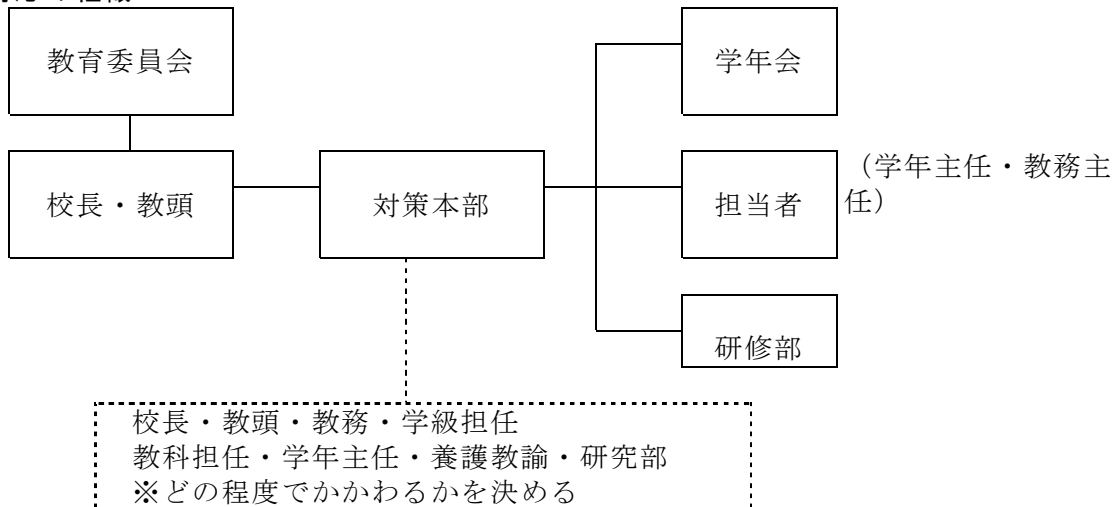 教育委員会
学年会
校長・教頭
対策本部
担当者
（学年主任・教務主
任）
研修部
校長・教頭・教務・学級担任
教科担任・学年主任・養護教諭・研究部
※どの程度でかかわるかを決める